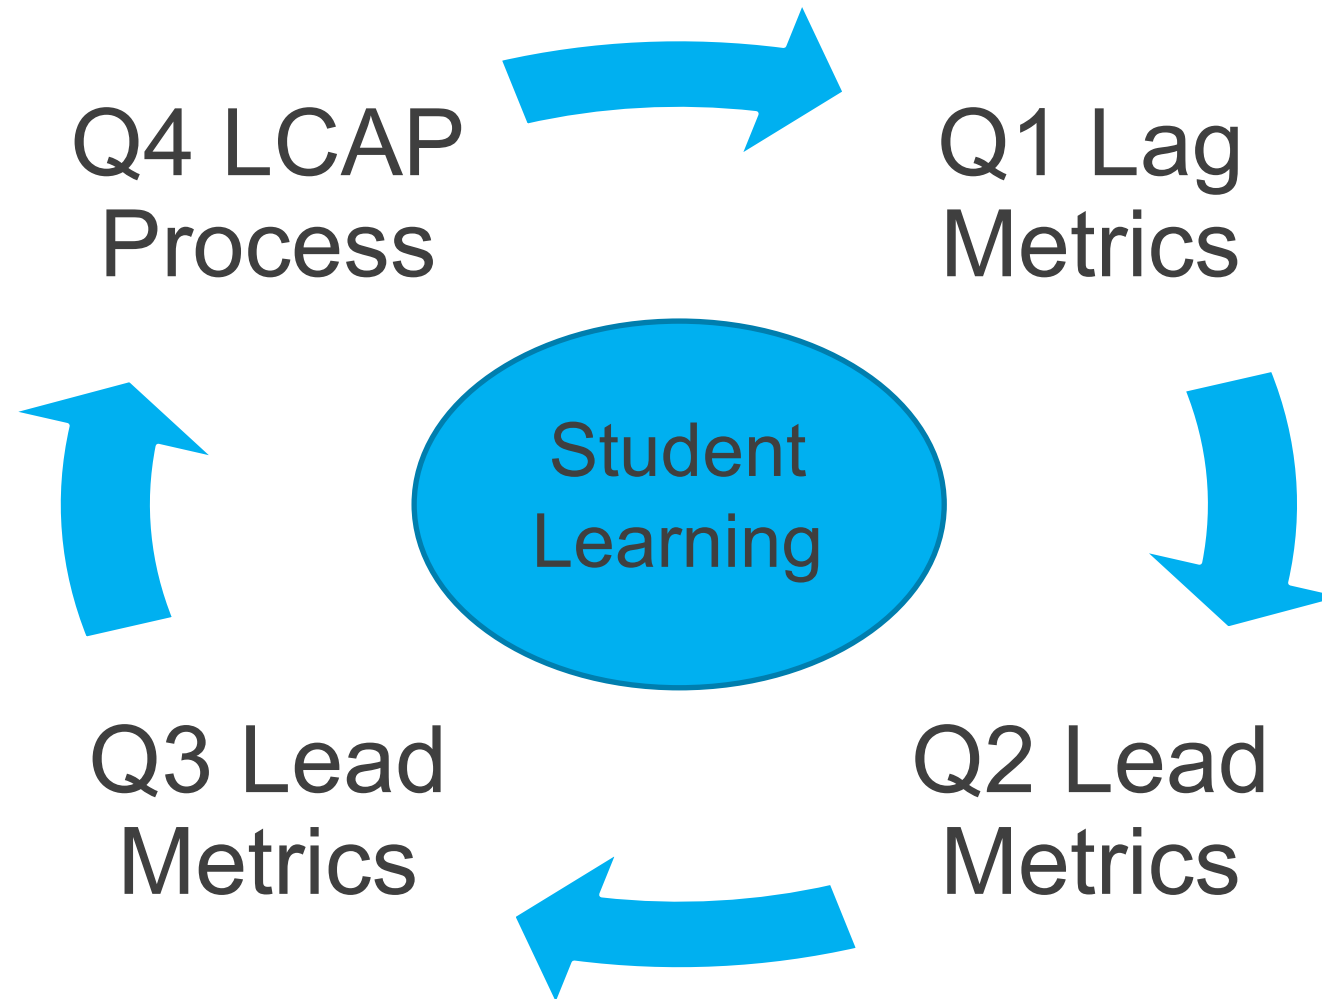 Q4 LCAP
Process
Q1 Lag
Metrics
Student
Learning
Q3 Lead
Metrics
Q2 Lead
Metrics